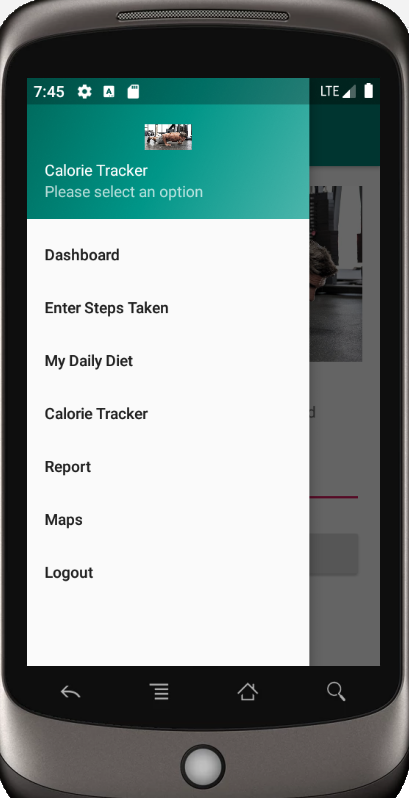 7:45 A LTE
Calorie Tracker
Please select an option
Dashboard
Enter Steps Taken
My Daily Diet
Calorie Tracker
Report
Maps
Logout